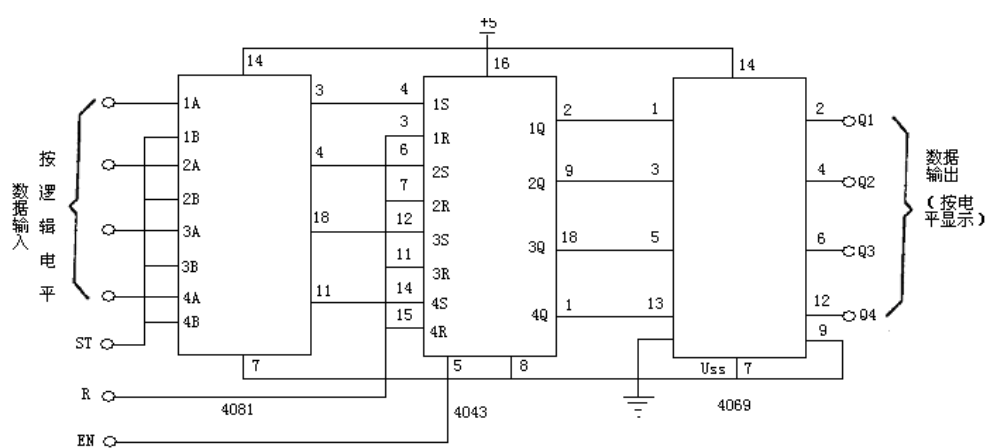 +5
14
16
14
1A
1B
2A
2B
3A
3B
4A
4B
3
4
18
11
4
3
6
7
12
11
14
15
1S
1R
2S
2R
3S
3R
4S
4R
1Q
2Q
3Q
4Q
2
9
18
1
1
3
5
13
2
4
6
12
9
Q1
Q2
Q3
Q4
按逻辑电平
数据输入
数据
输出
(按电
平显示)
ST
R
EN
7
5
8
Uss
7
4081
4043
4069